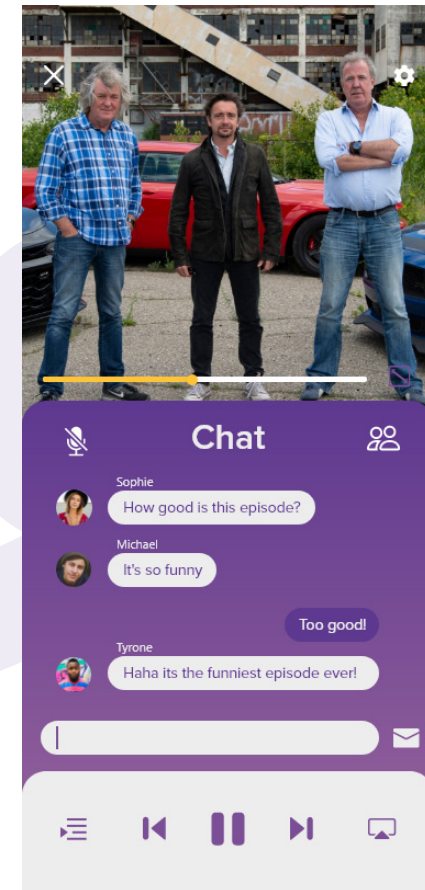 Chat
Sophie
How good is this episode?
Michael
It's so funny
Too good!
Tyrone
Haha its the funniest episode ever!